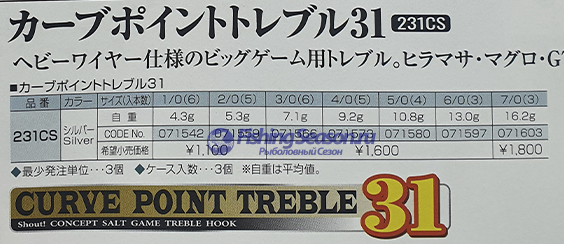 カーブポイントトレブル31 231CS
ヘビーワイヤー仕様のビッグゲーム用トレブル。ヒラマサ・マグロ・GT
■カーブポイントトレブル31
品番 カラー サイズ(入本数) 1/0(6) 2/0(5) 3/0(6) 4/0(5) 5/0(4) 6/0(3) 7/0(3)
231CS シルバー Silver 自重 4.3g 5.3g 7.1g 9.2g 10.8g 13.0g 16.2g
CODE No. 071542 071559 071566 071573 071580 071597 071603
希望小売価格 ¥1,100 ¥1,600 ¥1,800
FishingSeason.ru
Рыболовный Сезон
◆最少発注単位…3個 ◆ケース入数…3個 ※自重は平均値。
CURVE POINT TREBLE 31
Shout! CONCEPT SALT GAME TREBLE HOOK